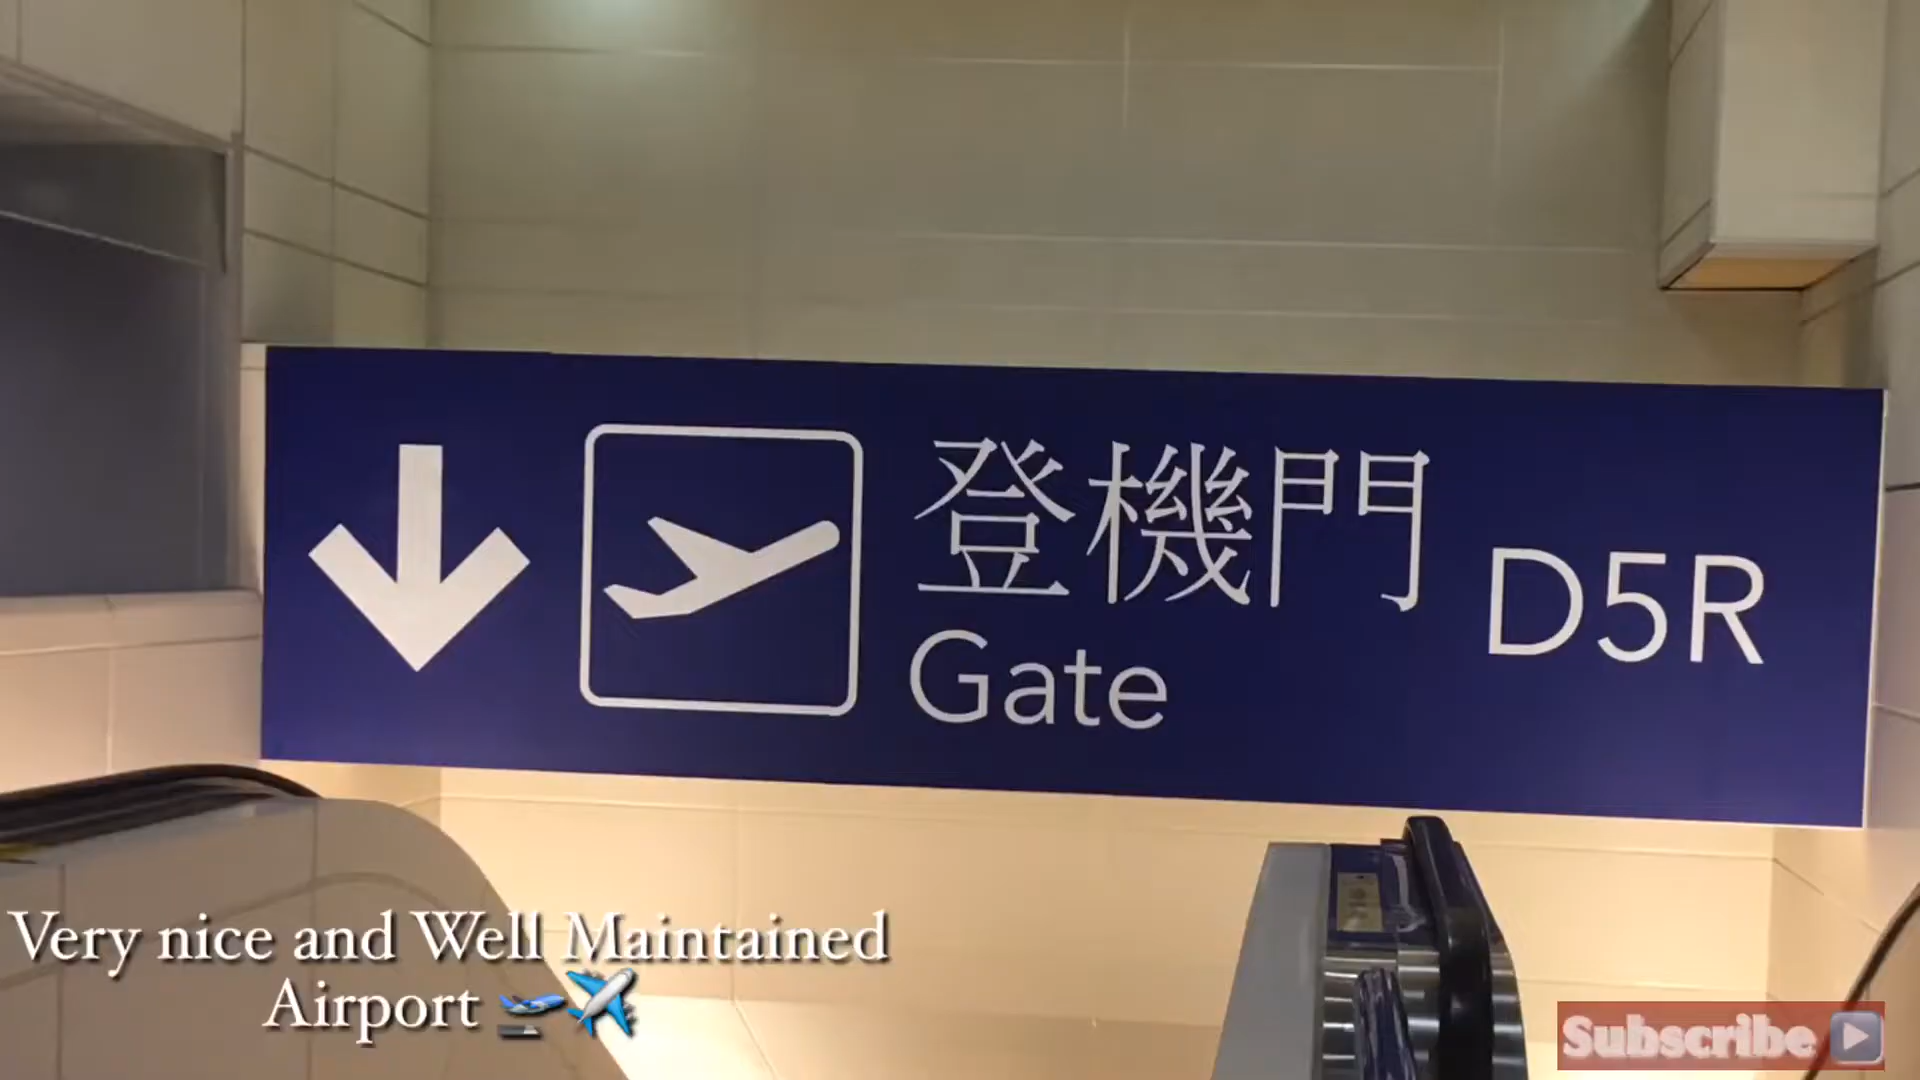 登機門
Gate
D5R
Very nice and Well Maintained
Airport
Subscribe